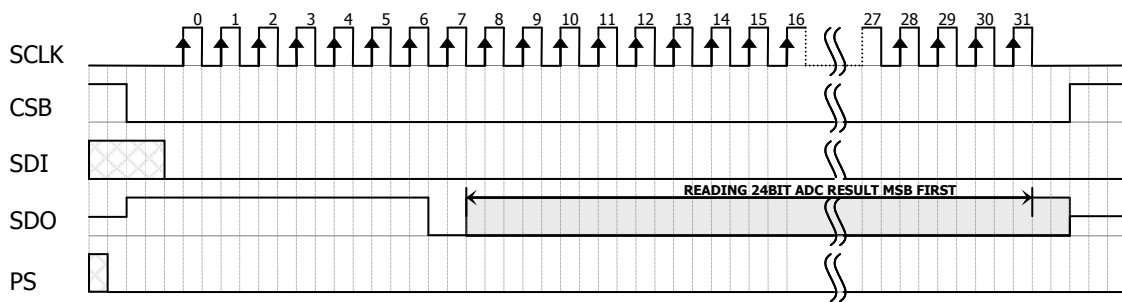 0 1 2 3 4 5 6 7 8 9 10 11 12 13 14 15 16 27 28 29 30 31
SCLK
CSB
SDI
READING 24BIT ADC RESULT MSB FIRST
SDO
PS